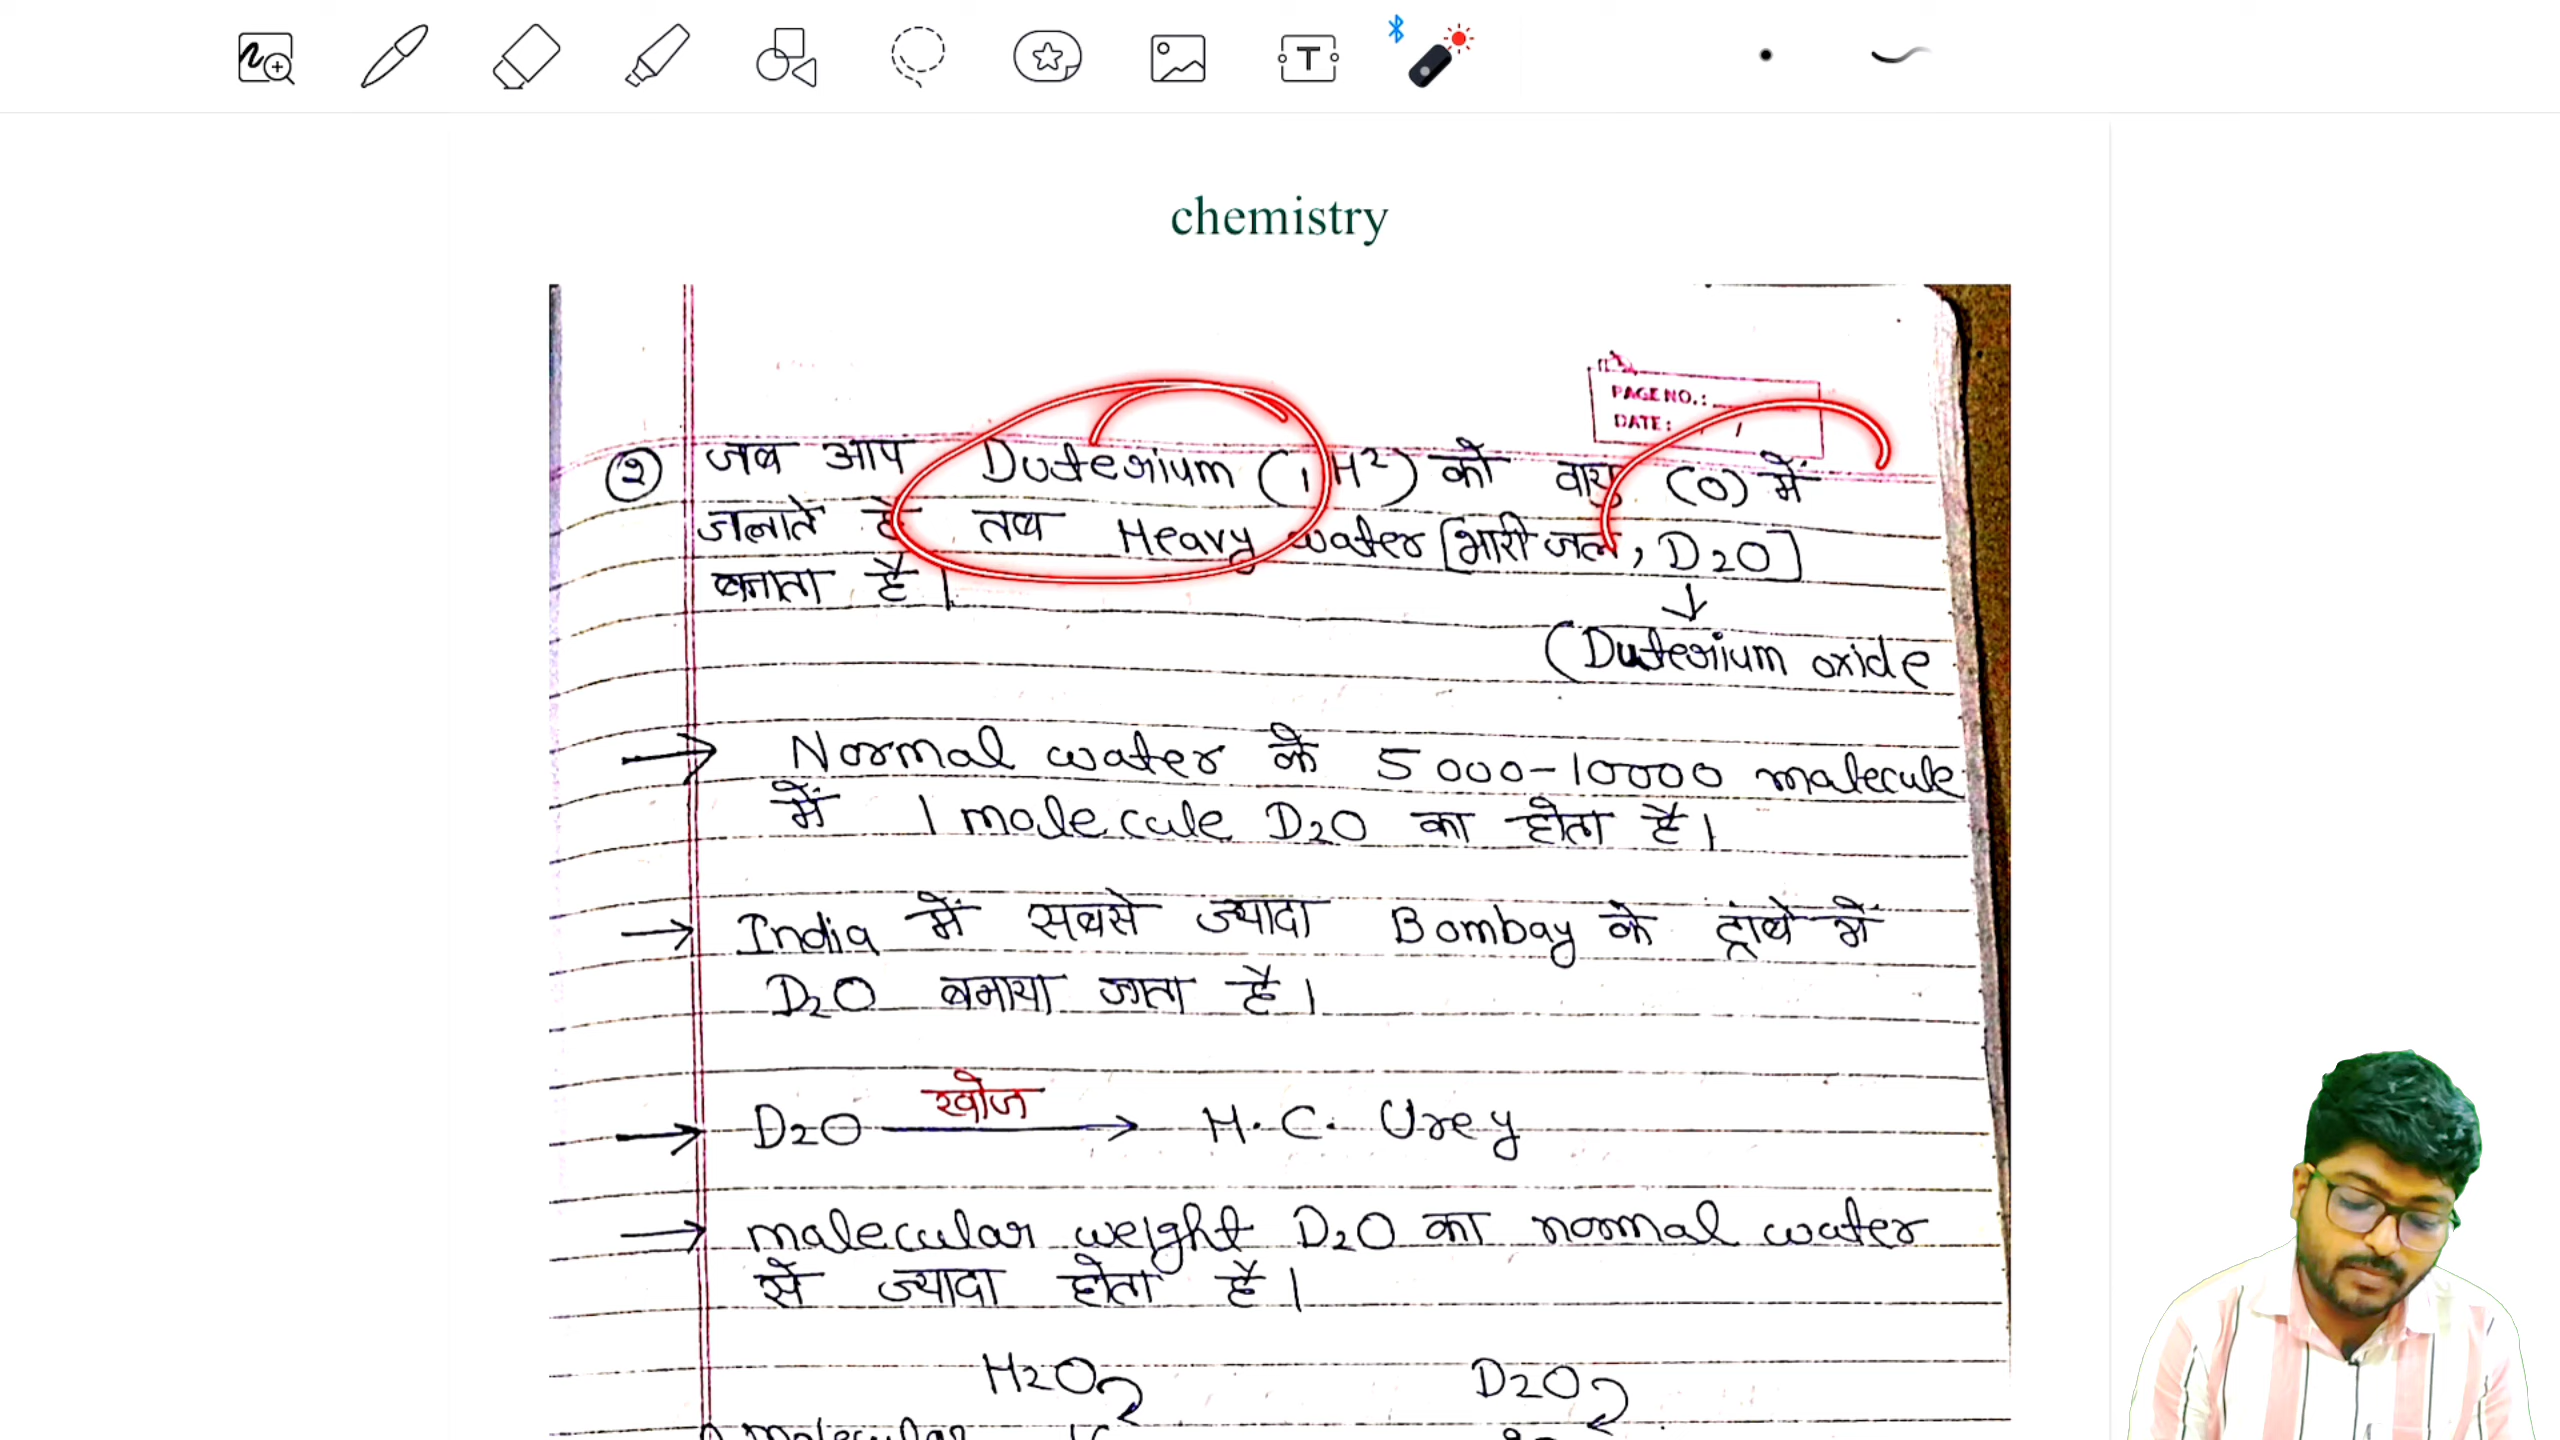 T
chemistry
PAGE NO.:
DATE: /
② जब आप Duterium (₁H²) को वायु (O) में
जलाते है तब Heavy water [भारी जल, D₂O]
बनाता है।
↓
(Duterium oxide
→ Normal water के 5000-10000 malecule
में 1 molecule D₂O का होता है।
→ India में सबसे ज्यादा Bombay के ट्रांबे में
D₂O बनाया जाता है।
खोज
→ D₂O → H.C. Urey
→ malecular weight D₂O का normal water
से ज्यादा होता है।
H₂O D₂O